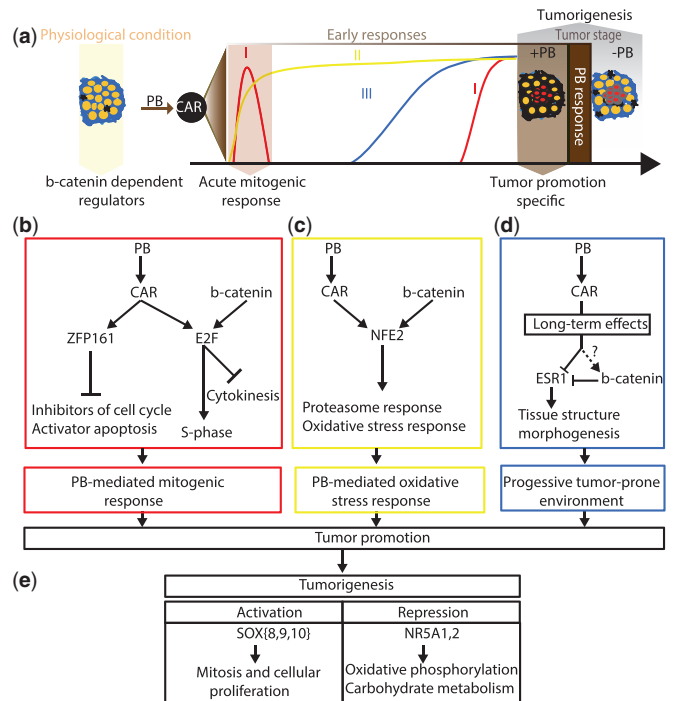 Tumorigenesis
(a)
Physiological condition
Early responses
Tumor stage
+PB
-PB
I
II
III
I
PB
CAR
PB response
b-catenin dependent
regulators
Acute mitogenic
response
Tumor promotion
specific
(b)
PB
CAR
b-catenin
ZFP161
E2F
Cytokinesis
Inhibitors of cell cycle
Activator apoptosis
S-phase
PB-mediated mitogenic
response
(c)
PB
CAR
b-catenin
NFE2
Proteasome response
Oxidative stress response
PB-mediated oxidative
stress response
(d)
PB
CAR
Long-term effects
?
ESR1
b-catenin
Tissue structure
morphogenesis
Progessive tumor-prone
environment
Tumor promotion
(e)
Tumorigenesis
Activation
Repression
SOX{8,9,10}
NR5A1,2
Mitosis and cellular
proliferation
Oxidative phosphorylation
Carbohydrate metabolism